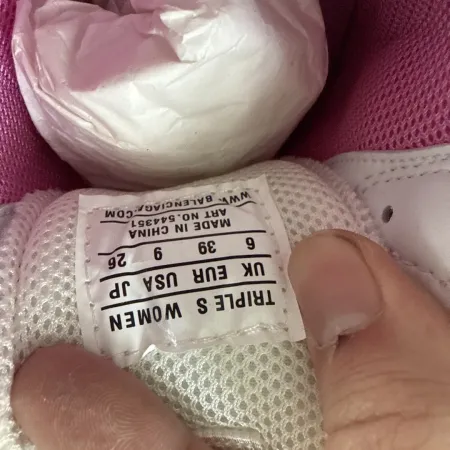 TRIPLE S WOMEN
UK EUR USA JP
6 39 9 26
MADE IN CHINA
ART NO.544351
WWW.BALENCIAGA.COM